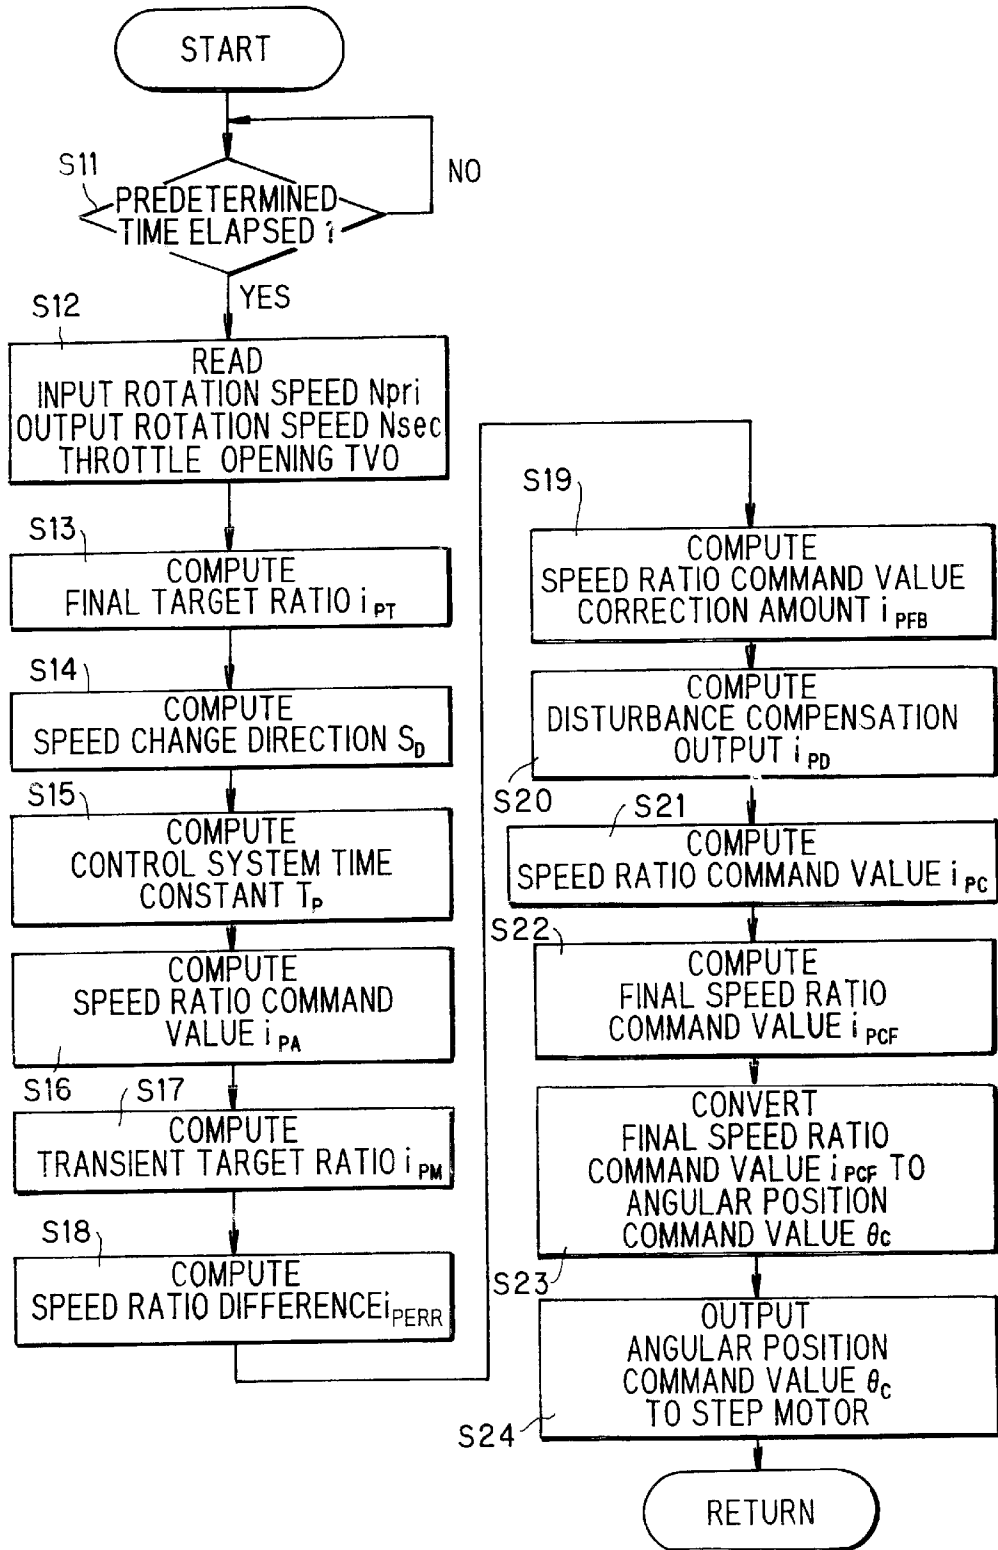 START
S11
PREDETERMINED
TIME ELAPSED ?
NO
YES
S12
READ
INPUT ROTATION SPEED Npri
OUTPUT ROTATION SPEED Nsec
THROTTLE OPENING TVO
S13
COMPUTE
FINAL TARGET RATIO iPT
S14
COMPUTE
SPEED CHANGE DIRECTION SD
S15
COMPUTE
CONTROL SYSTEM TIME
CONSTANT TP
COMPUTE
SPEED RATIO COMMAND
VALUE iPA
S16
S17
COMPUTE
TRANSIENT TARGET RATIO iPM
S18
COMPUTE
SPEED RATIO DIFFERENCEiPERR
S19
COMPUTE
SPEED RATIO COMMAND VALUE
CORRECTION AMOUNT iPFB
COMPUTE
DISTURBANCE COMPENSATION
OUTPUT iPD
S20
S21
COMPUTE
SPEED RATIO COMMAND VALUE iPC
S22
COMPUTE
FINAL SPEED RATIO
COMMAND VALUE iPCF
CONVERT
FINAL SPEED RATIO
COMMAND VALUE iPCF TO
ANGULAR POSITION
COMMAND VALUE θC
S23
OUTPUT
ANGULAR POSITION
COMMAND VALUE θC
TO STEP MOTOR
S24
RETURN